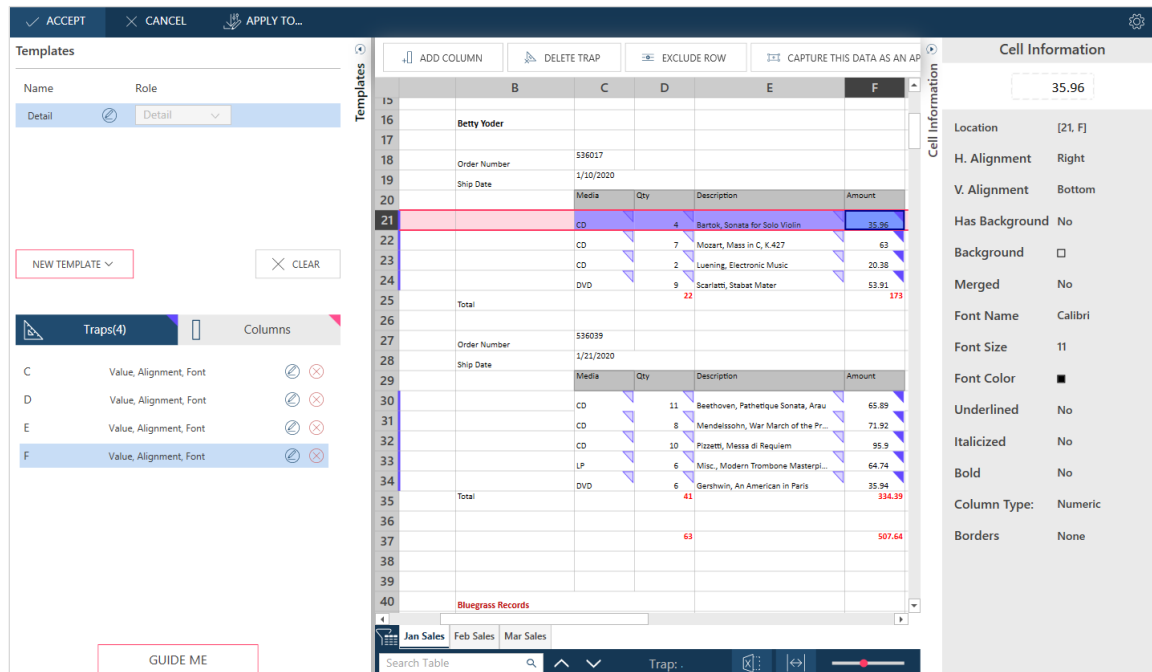 ACCEPT CANCEL APPLY TO...
Templates
Name Role
Detail Detail
NEW TEMPLATE CLEAR
Traps(4) Columns
C Value, Alignment, Font
D Value, Alignment, Font
E Value, Alignment, Font
F Value, Alignment, Font
GUIDE ME
Templates
ADD COLUMN DELETE TRAP EXCLUDE ROW CAPTURE THIS DATA AS AN AP
B C D E F
15
16 Betty Yoder
17
18 Order Number 536017
19 Ship Date 1/10/2020
20 Media Qty Description Amount
21 CD 4 Bartok, Sonata for Solo Violin 35.96
22 CD 7 Mozart, Mass in C, K.427 63
23 CD 2 Luening, Electronic Music 20.38
24 DVD 9 Scarlatti, Stabat Mater 53.91
25 Total 22 173
26
27 Order Number 536039
28 Ship Date 1/21/2020
29 Media Qty Description Amount
30 CD 11 Beethoven, Pathetique Sonata, Arau 65.89
31 CD 8 Mendelssohn, War March of the Pr... 71.92
32 CD 10 Pizzetti, Messa di Requiem 95.9
33 LP 6 Misc., Modern Trombone Masterpi... 64.74
34 DVD 6 Gershwin, An American in Paris 35.94
35 Total 41 334.39
36
37 63 507.64
38
39
40 Bluegrass Records
Jan Sales Feb Sales Mar Sales
Search Table Trap: .
Cell Information
Cell Information
35.96
Location [21, F]
H. Alignment Right
V. Alignment Bottom
Has Background No
Background
Merged No
Font Name Calibri
Font Size 11
Font Color
Underlined No
Italicized No
Bold No
Column Type: Numeric
Borders None